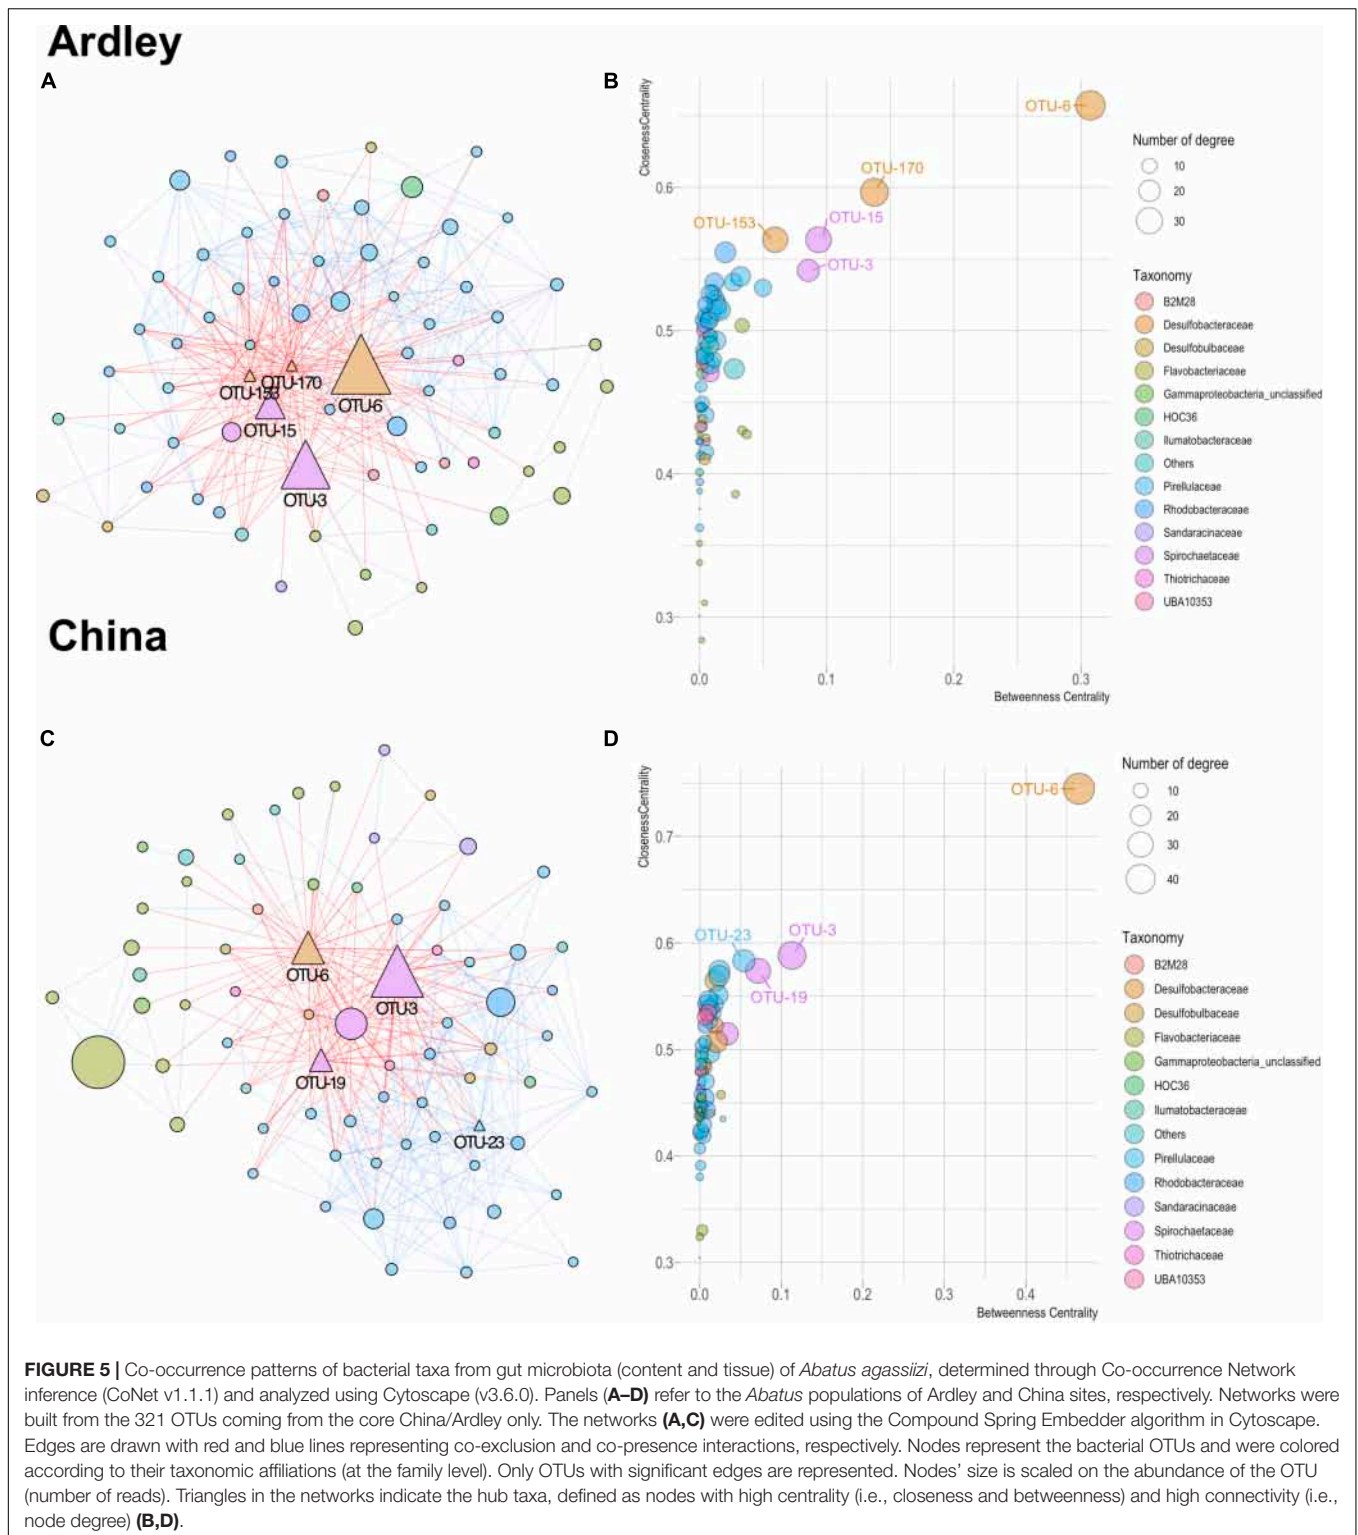 Ardley
A
OTU-153
OTU-170
OTU-6
OTU-15
OTU-3
B
ClosenessCentrality
0.6
0.5
0.4
0.3
0.0
0.1
0.2
0.3
Betweenness Centrality
OTU-6
OTU-170
OTU-15
OTU-153
OTU-3
Number of degree
10
20
30
Taxonomy
B2M28
Desulfobacteraceae
Desulfobulbaceae
Flavobacteriaceae
Gammaproteobacteria_unclassified
HOC36
Ilumatobacteraceae
Others
Pirellulaceae
Rhodobacteraceae
Sandaracinaceae
Spirochaetaceae
Thiotrichaceae
UBA10353
China
C
OTU-6
OTU-3
OTU-19
OTU-23
D
ClosenessCentrality
0.7
0.6
0.5
0.4
0.3
0.0
0.1
0.2
0.3
0.4
Betweenness Centrality
OTU-6
OTU-3
OTU-23
OTU-19
Number of degree
10
20
30
40
Taxonomy
B2M28
Desulfobacteraceae
Desulfobulbaceae
Flavobacteriaceae
Gammaproteobacteria_unclassified
HOC36
Ilumatobacteraceae
Others
Pirellulaceae
Rhodobacteraceae
Sandaracinaceae
Spirochaetaceae
Thiotrichaceae
UBA10353
FIGURE 5 | Co-occurrence patterns of bacterial taxa from gut microbiota (content and tissue) of Abatus agassiizi, determined through Co-occurrence Network
inference (CoNet v1.1.1) and analyzed using Cytoscape (v3.6.0). Panels (A–D) refer to the Abatus populations of Ardley and China sites, respectively. Networks were
built from the 321 OTUs coming from the core China/Ardley only. The networks (A,C) were edited using the Compound Spring Embedder algorithm in Cytoscape.
Edges are drawn with red and blue lines representing co-exclusion and co-presence interactions, respectively. Nodes represent the bacterial OTUs and were colored
according to their taxonomic affiliations (at the family level). Only OTUs with significant edges are represented. Nodes' size is scaled on the abundance of the OTU
(number of reads). Triangles in the networks indicate the hub taxa, defined as nodes with high centrality (i.e., closeness and betweenness) and high connectivity (i.e.,
node degree) (B,D).